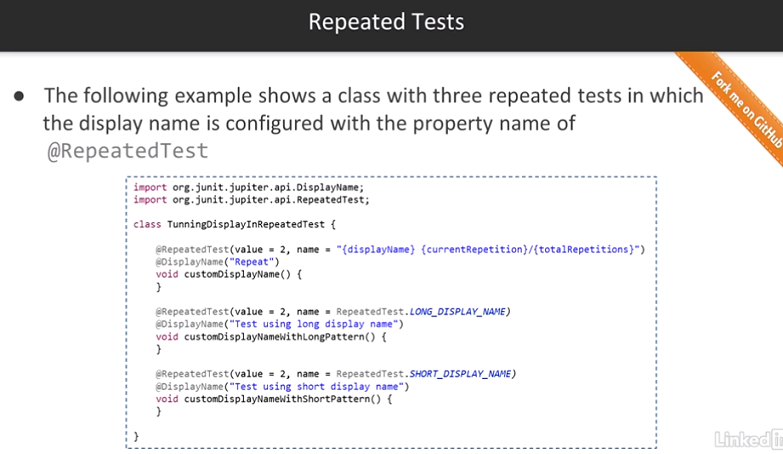 Repeated Tests
Fork me on GitHub
● The following example shows a class with three repeated tests in which
the display name is configured with the property name of
@RepeatedTest
import org.junit.jupiter.api.DisplayName;
import org.junit.jupiter.api.RepeatedTest;
class TunningDisplayInRepeatedTest {
@RepeatedTest(value = 2, name = "{displayName} {currentRepetition}/{totalRepetitions}")
@DisplayName("Repeat")
void customDisplayName() {
}
@RepeatedTest(value = 2, name = RepeatedTest.LONG_DISPLAY_NAME)
@DisplayName("Test using long display name")
void customDisplayNameWithLongPattern() {
}
@RepeatedTest(value = 2, name = RepeatedTest.SHORT_DISPLAY_NAME)
@DisplayName("Test using short display name")
void customDisplayNameWithShortPattern() {
}
}
Linked in